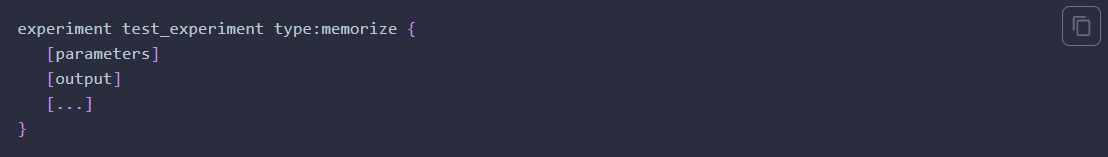 experiment test_experiment type:memorize {
   [parameters]
   [output]
   [...]
}